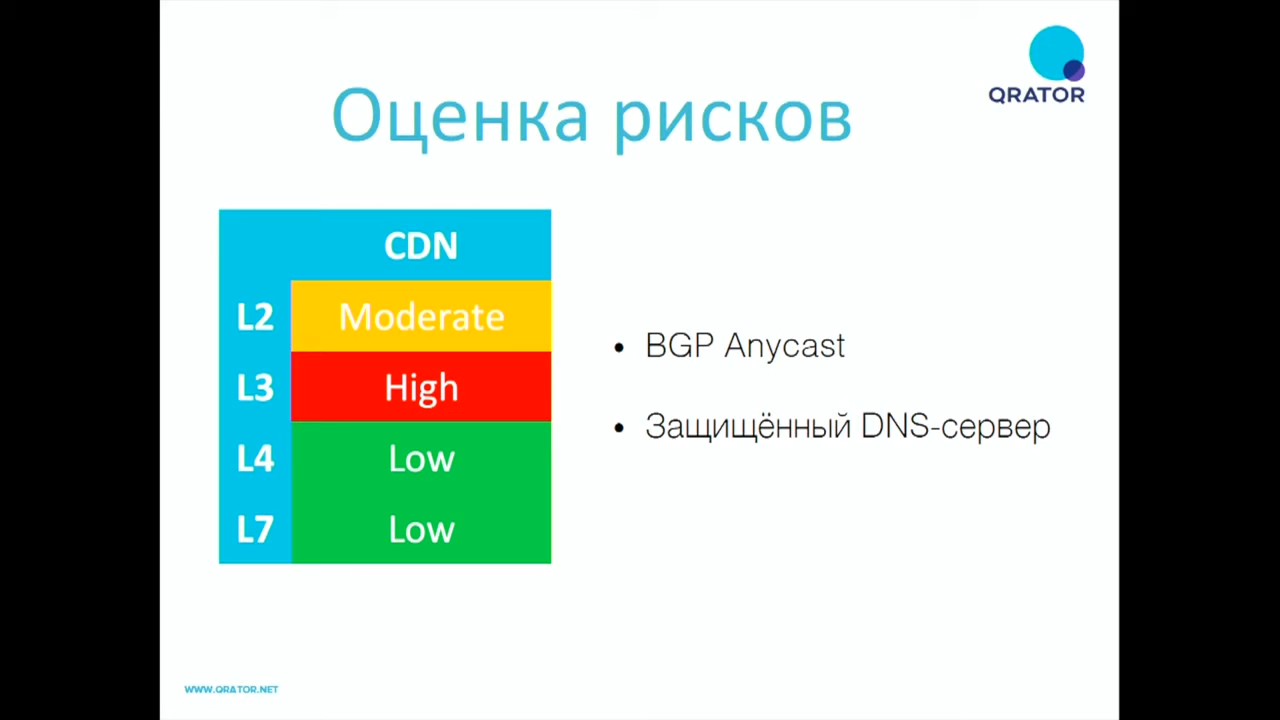 QRATOR
Оценка рисков
CDN
L2 Moderate
L3 High
L4 Low
L7 Low
• BGP Anycast
• Защищённый DNS-сервер
WWW.QRATOR.NET